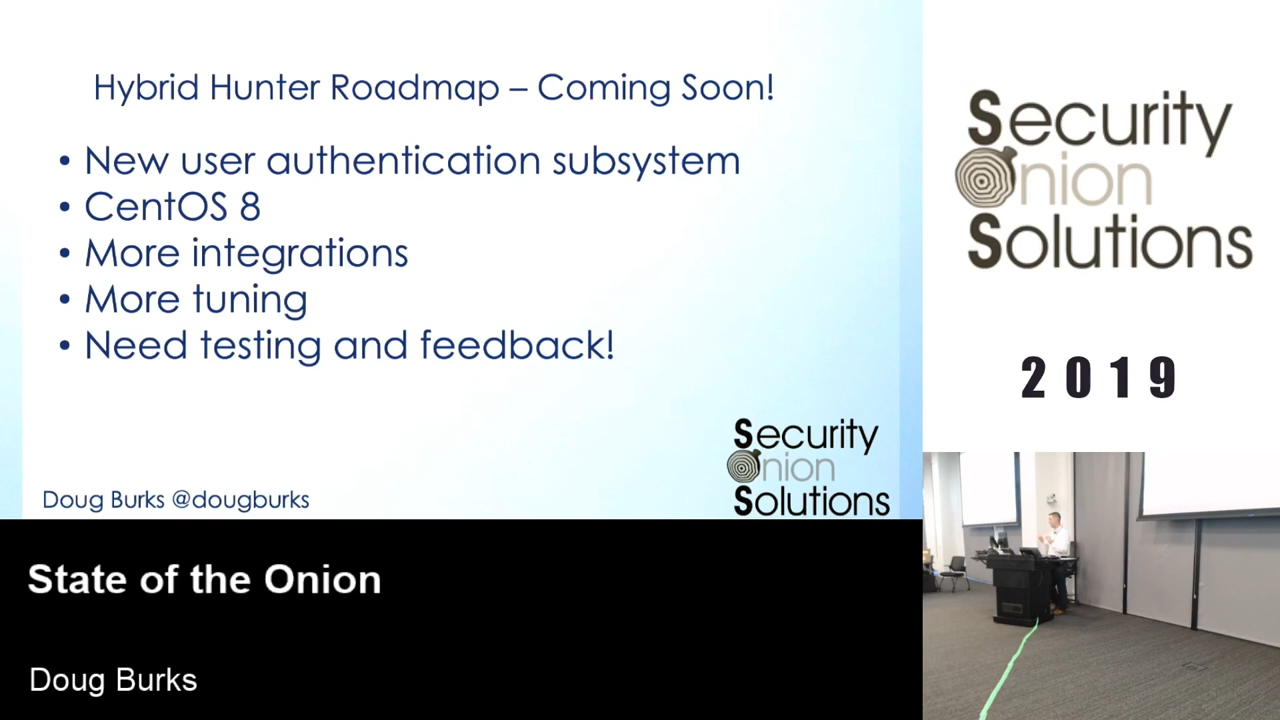 Hybrid Hunter Roadmap – Coming Soon!
• New user authentication subsystem
• CentOS 8
• More integrations
• More tuning
• Need testing and feedback!
Doug Burks @dougburks
Security
Onion
Solutions
State of the Onion
Doug Burks
Security
Onion
Solutions
2019